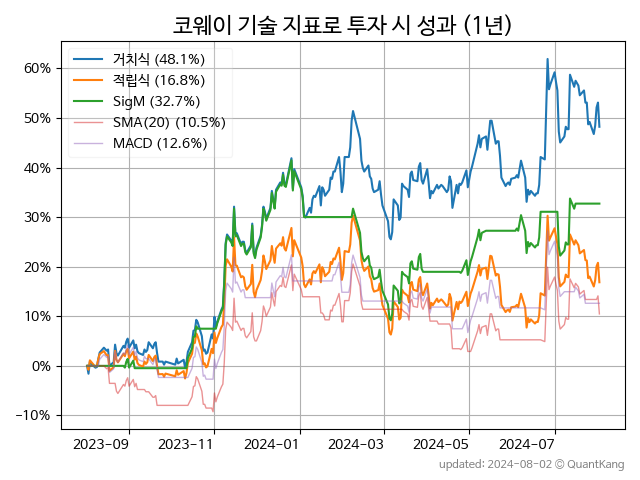 코웨이 기술 지표로 투자 시 성과 (1년)
거치식 (48.1%)
적립식 (16.8%)
SigM (32.7%)
SMA(20) (10.5%)
MACD (12.6%)
60%
50%
40%
30%
20%
10%
0%
−10%
2023-09
2023-11
2024-01
2024-03
2024-05
2024-07
updated: 2024-08-02 @ QuantKang